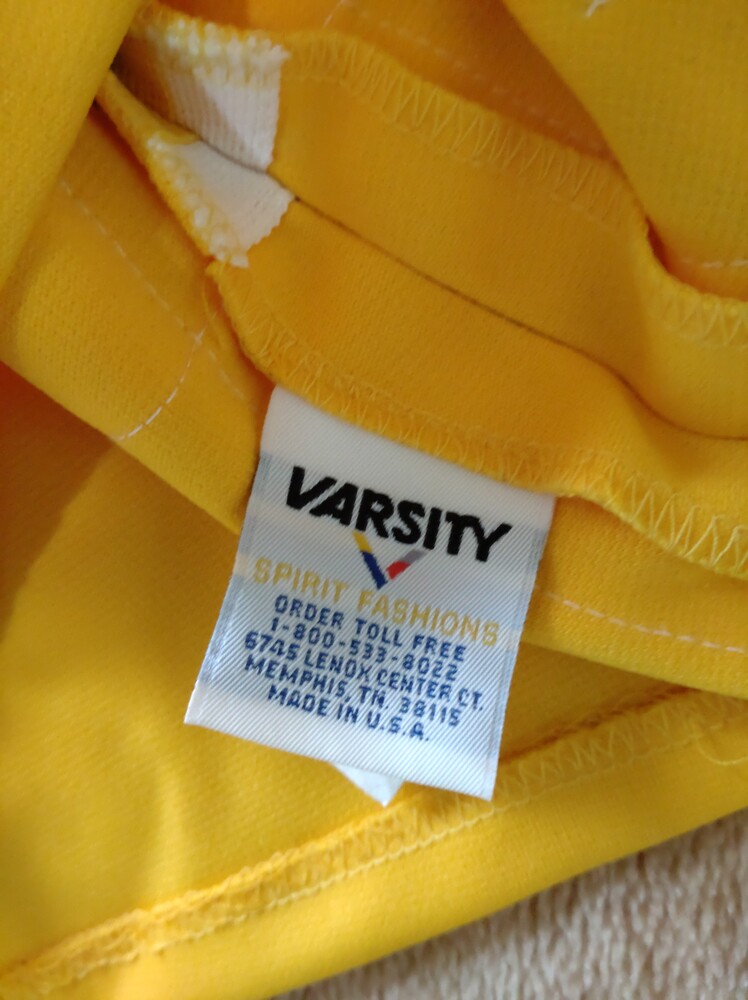 VARSITY
SPIRIT FASHIONS
ORDER TOLL FREE
1-800-533-8022
6745 LENOX CENTER CT.
MEMPHIS, TN. 38115
MADE IN U.S.A.